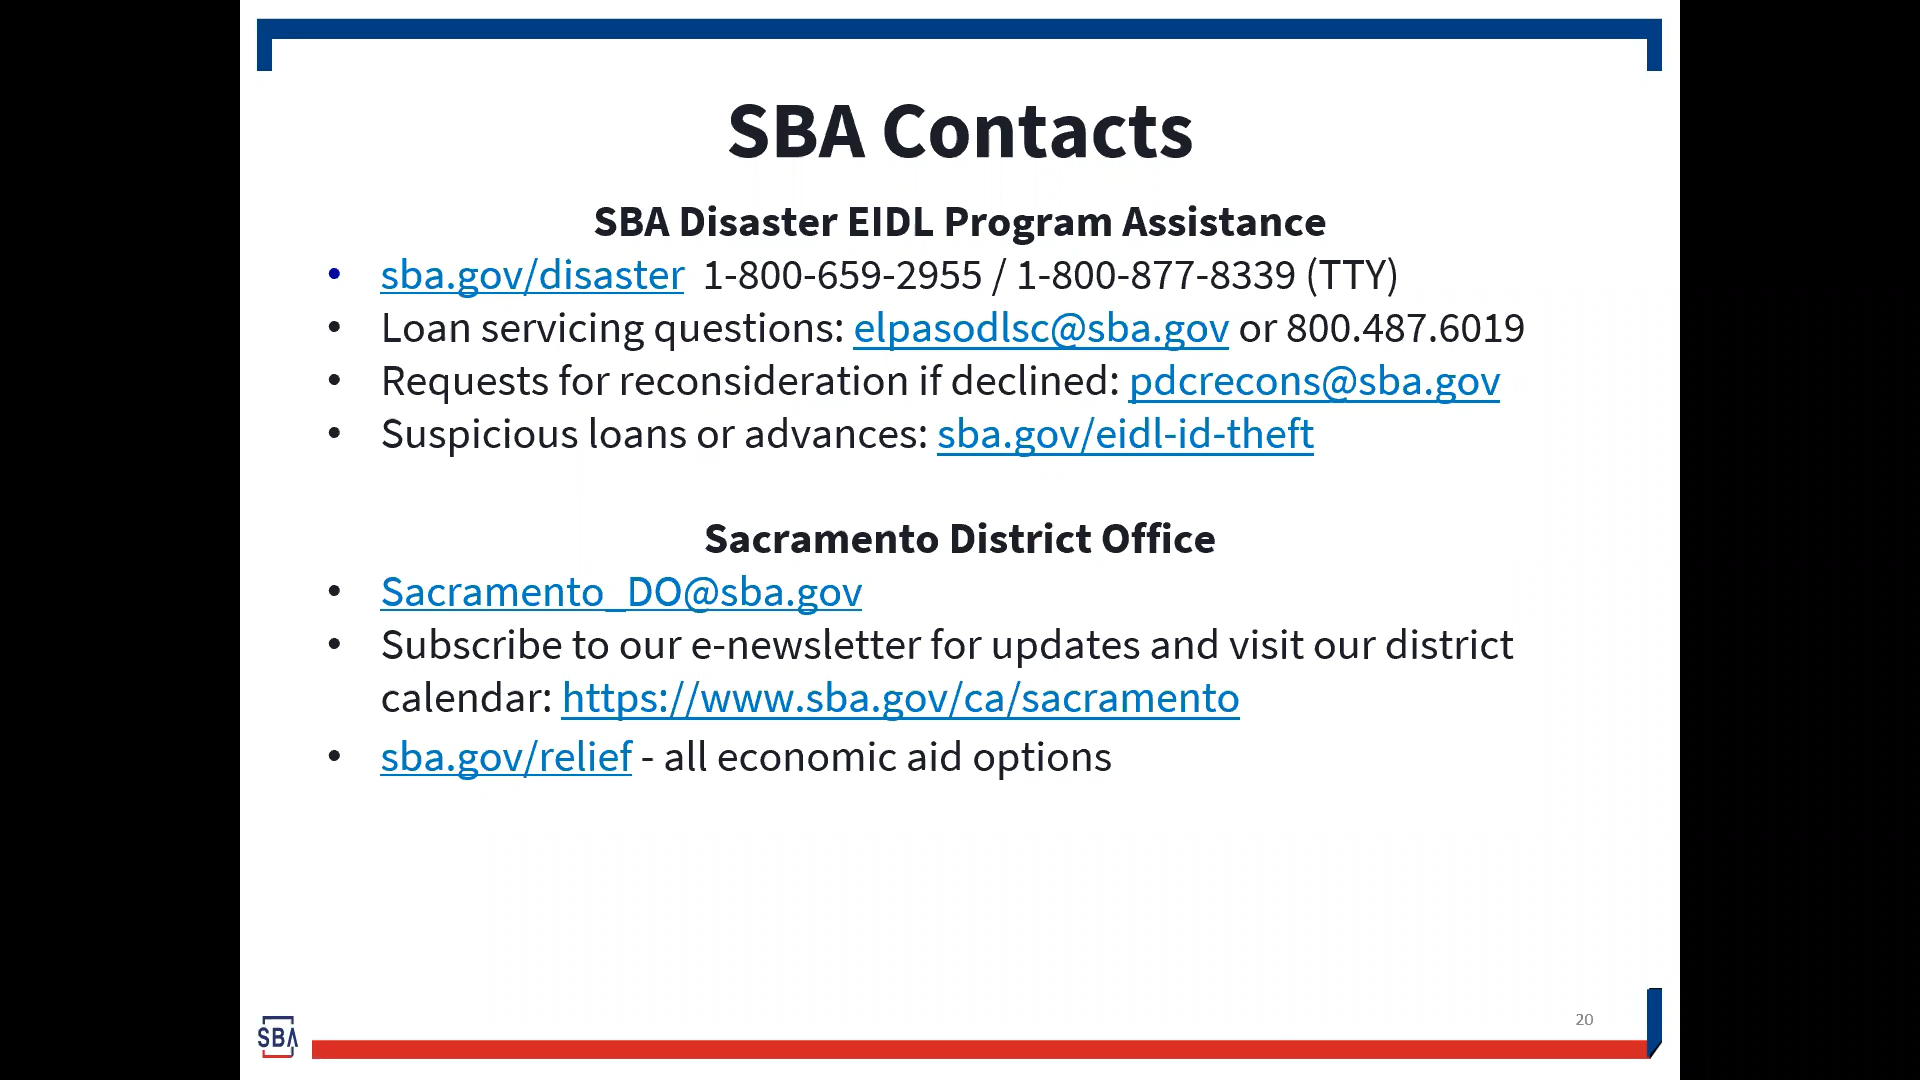 SBA Contacts
SBA Disaster EIDL Program Assistance
• sba.gov/disaster 1-800-659-2955 / 1-800-877-8339 (TTY)
• Loan servicing questions: elpasodlsc@sba.gov or 800.487.6019
• Requests for reconsideration if declined: pdcrecons@sba.gov
• Suspicious loans or advances: sba.gov/eidl-id-theft
Sacramento District Office
• Sacramento_DO@sba.gov
• Subscribe to our e-newsletter for updates and visit our district
calendar: https://www.sba.gov/ca/sacramento
• sba.gov/relief - all economic aid options
20
SBA